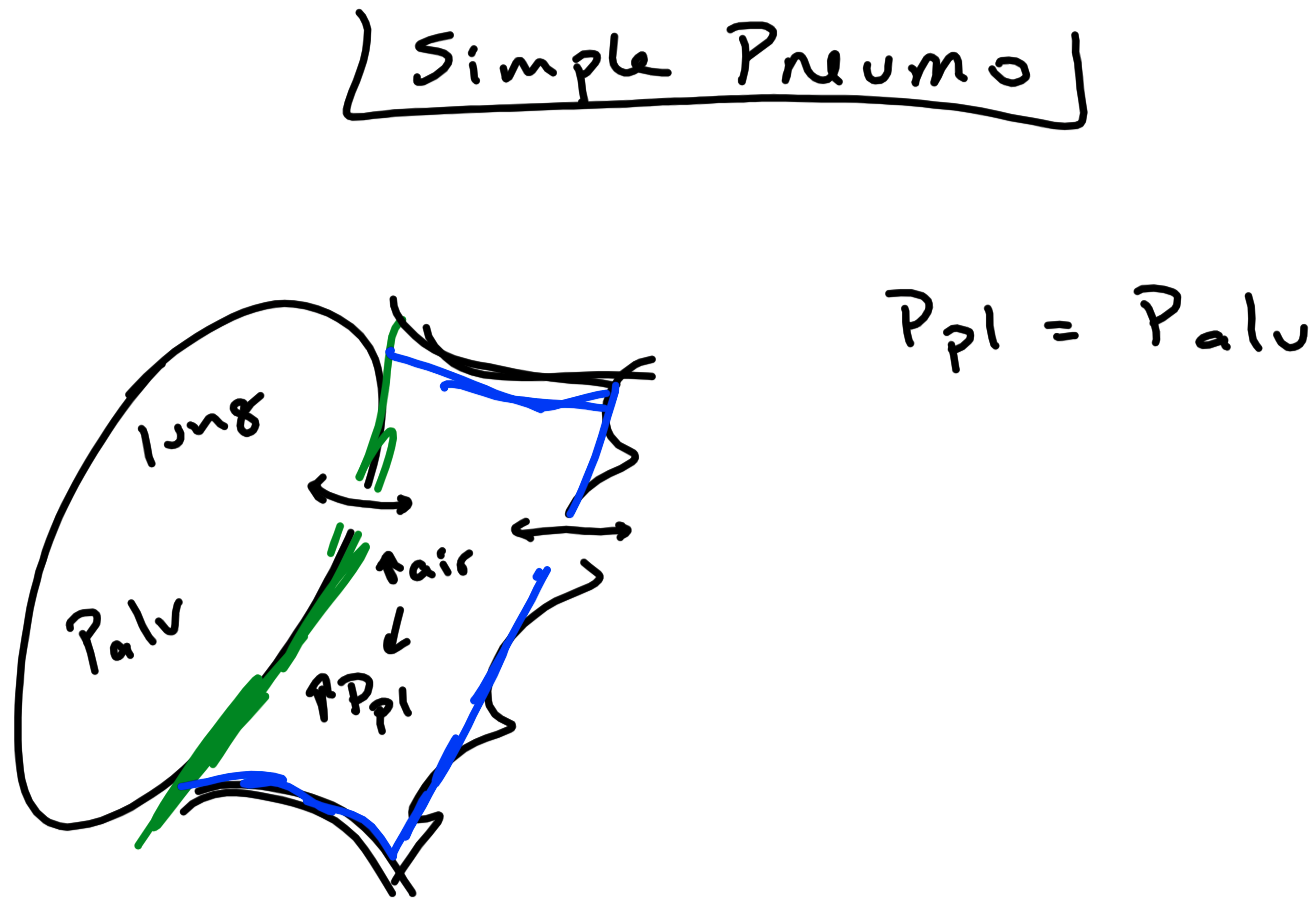 Simple Pneumo
Ppl = Palv
lung
↑air
↓
Palv
↑Ppl